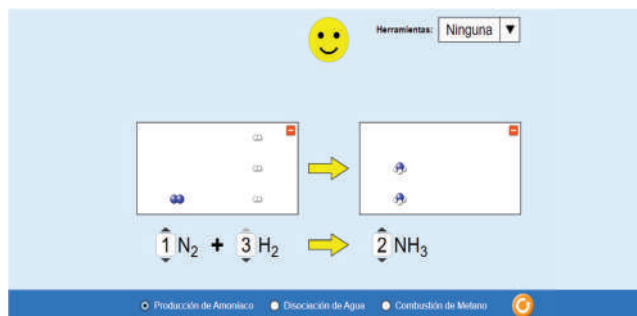 Herramientas: Ninguna
1 N₂ + 3 H₂ 2 NH₃
Producción de Amoniaco Disociación de Agua Combustión de Metano